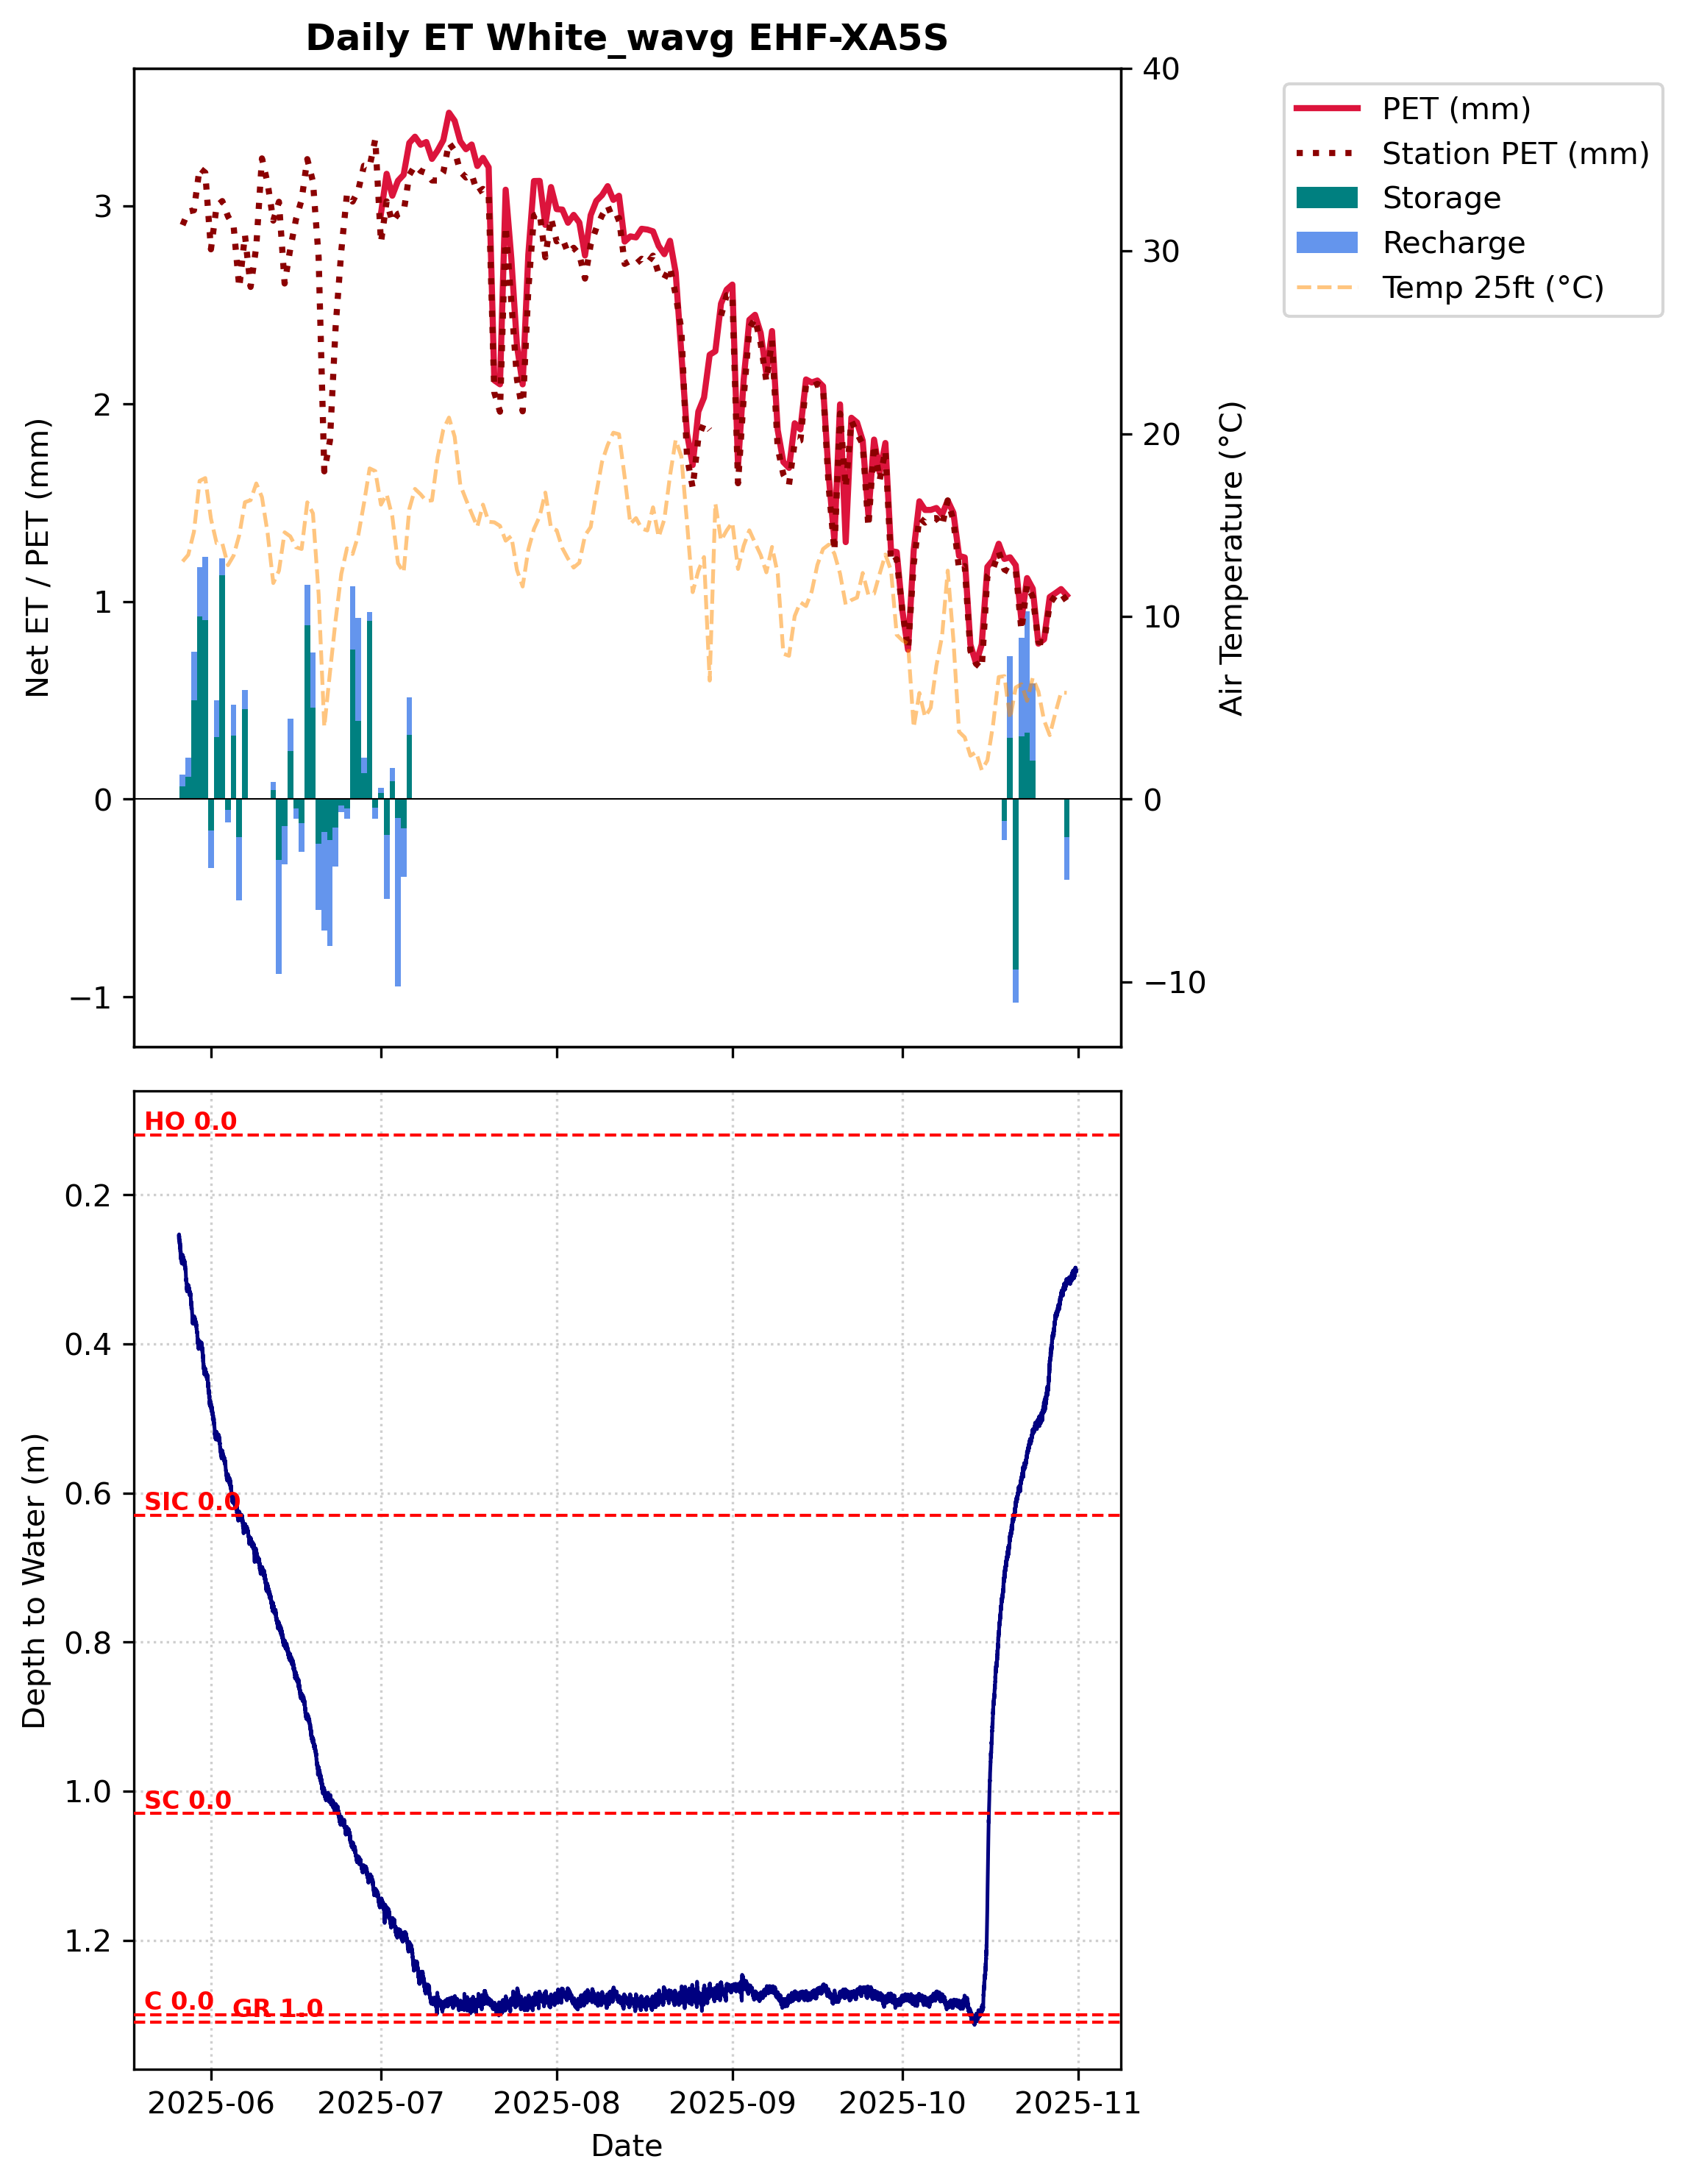 Daily ET White_wavg EHF-XA5S
Net ET / PET (mm)
3
2
1
0
−1
40
30
20
10
0
−10
Air Temperature (°C)
PET (mm)
Station PET (mm)
Storage
Recharge
Temp 25ft (°C)
Depth to Water (m)
0.2
0.4
0.6
0.8
1.0
1.2
HO 0.0
SIC 0.0
SC 0.0
C 0.0
GR 1.0
2025-06
2025-07
2025-08
2025-09
2025-10
2025-11
Date